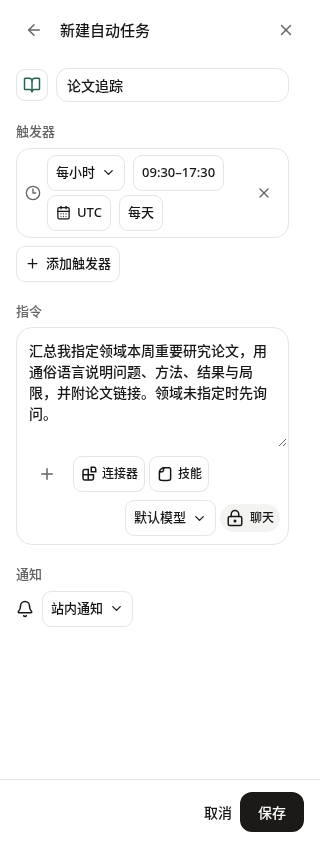 新建自动任务
论文追踪
触发器
每小时
09:30–17:30
UTC
每天
添加触发器
指令
汇总我指定领域本周重要研究论文，用
通俗语言说明问题、方法、结果与局
限，并附论文链接。领域未指定时先询
问。
连接器
技能
默认模型
聊天
通知
站内通知
取消
保存